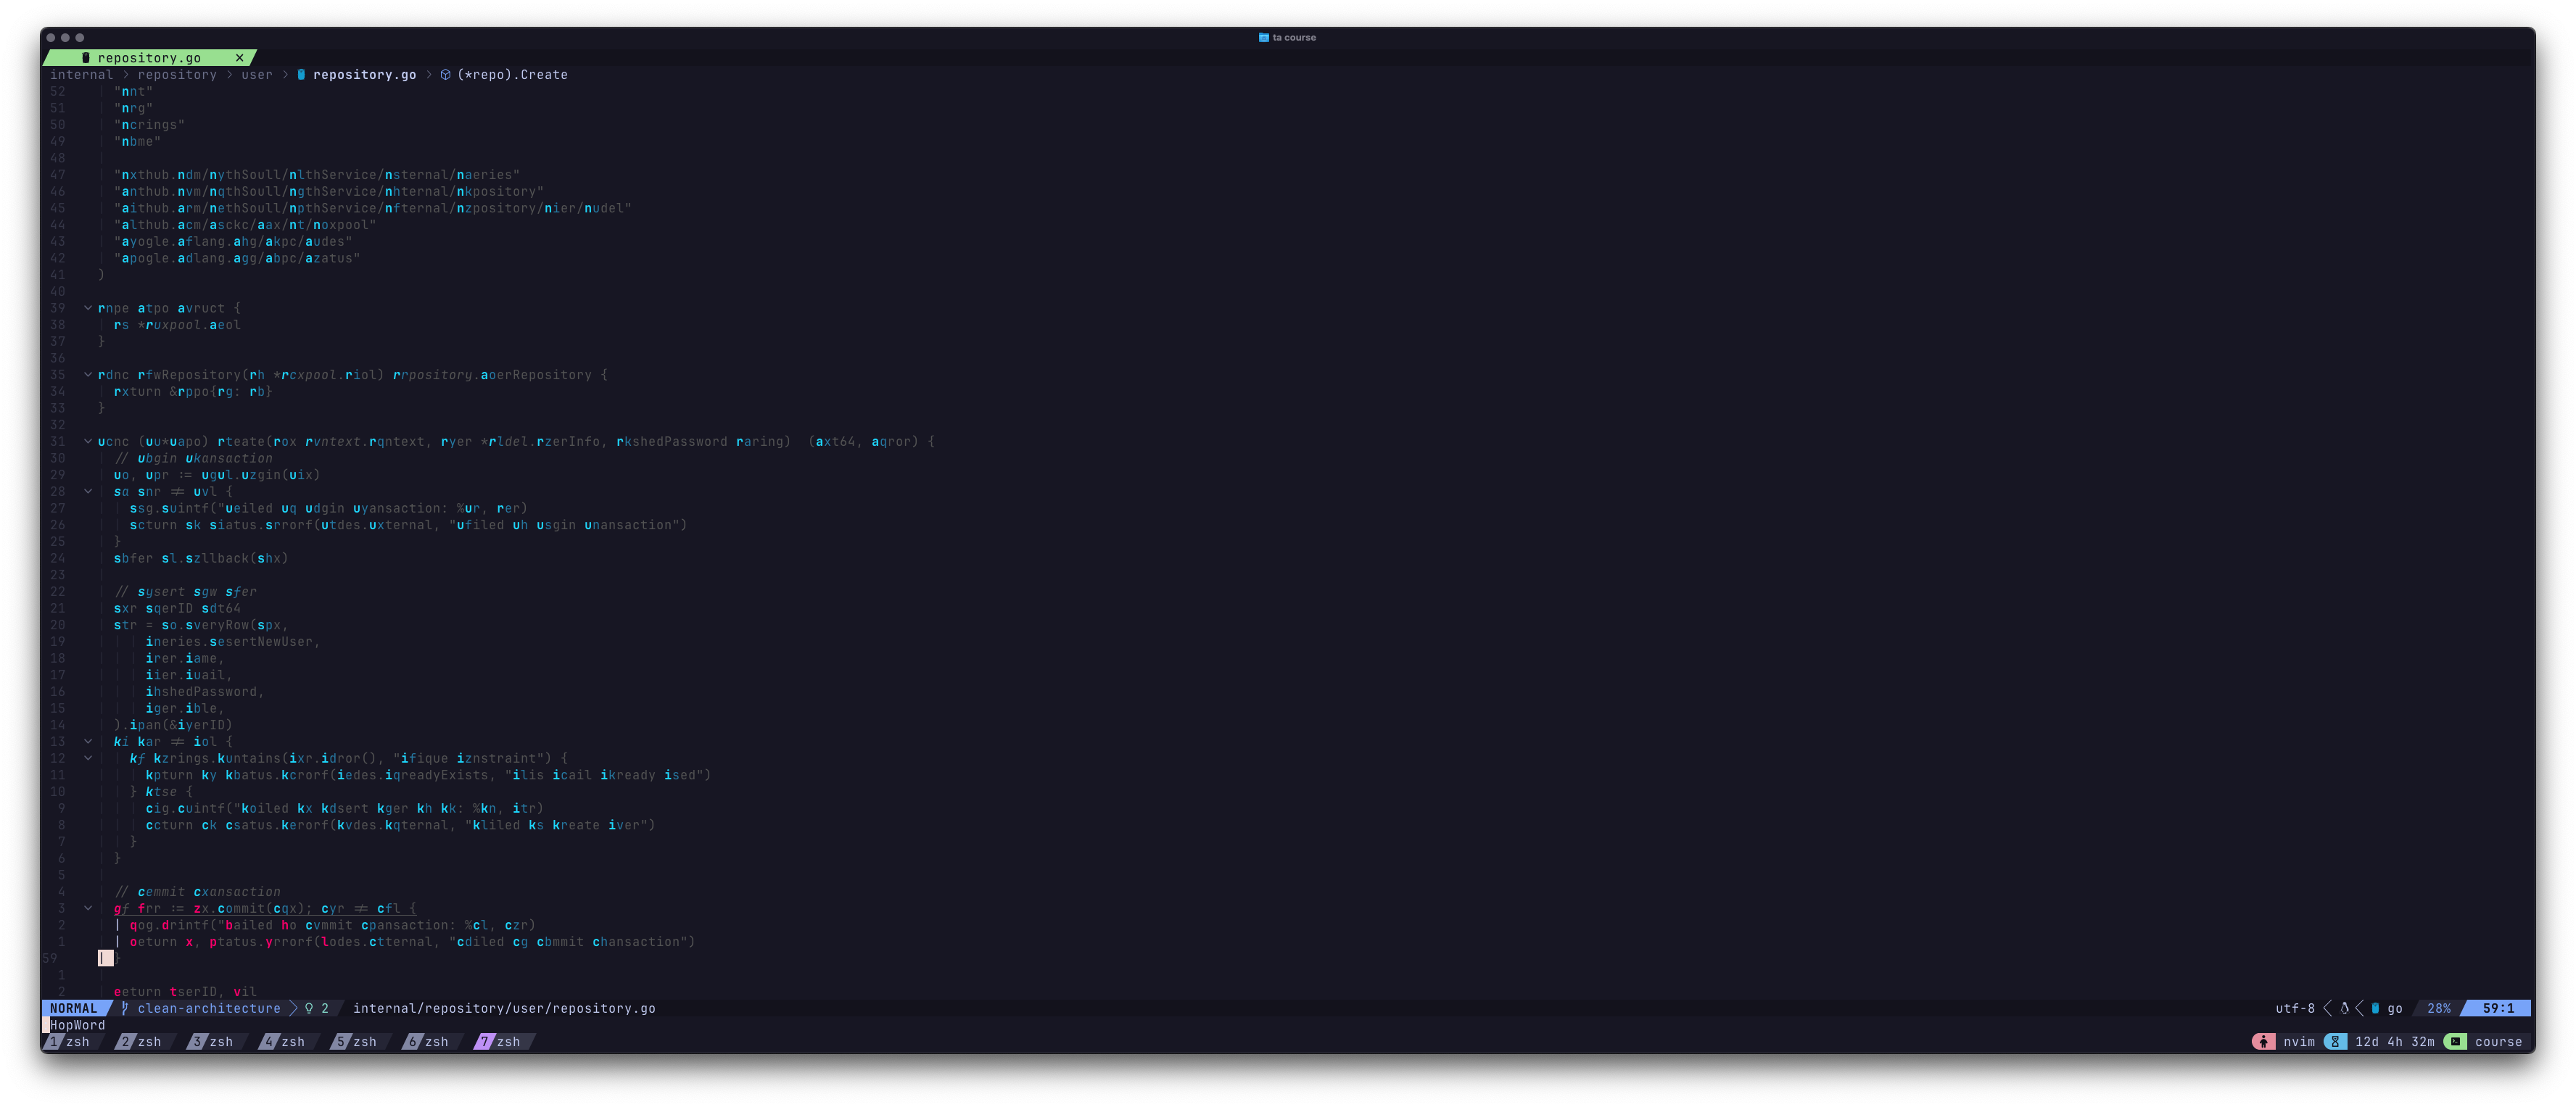 ta course
repository.go ×
internal > repository > user > repository.go > (*repo).Create
52 "nnt"
51 "nrg"
50 "ncrings"
49 "nbme"
48
47 "nxthub.ndm/nythSoull/nlthService/nsternal/naeries"
46 "anthub.nvm/nqthSoull/ngthService/nhternal/nkpository"
45 "aithub.arm/nethSoull/npthService/nfternal/nzpository/nier/nudel"
44 "althub.acm/asckc/aax/nt/noxpool"
43 "ayogle.aflang.ahg/akpc/audes"
42 "apogle.adlang.agg/abpc/azatus"
41 )
40
39 rnpe atpo avruct {
38 rs *ruxpool.aeol
37 }
36
35 rdnc rfwRepository(rh *rcxpool.riol) rrpository.aoerRepository {
34 rxturn &rppo{rg: rb}
33 }
32
31 ucnc (uu*uapo) rteate(rox rvntext.rqntext, ryer *rldel.rzerInfo, rkshedPassword raring) (axt64, aqror) {
30 // ubgin ukansaction
29 uo, upr := ugul.uzgin(uix)
28 sa snr ≠ uvl {
27 ssg.suintf("ueiled uq udgin uyansaction: %ur, rer)
26 scturn sk siatus.srrorf(utdes.uxternal, "ufiled uh usgin unansaction")
25 }
24 sbfer sl.szllback(shx)
23
22 // sysert sgw sfer
21 sxr sqerID sdt64
20 str = so.sveryRow(spx,
19 ineries.sesertNewUser,
18 irer.iame,
17 iier.iuail,
16 ihshedPassword,
15 iger.ible,
14 ).ipan(&iyerID)
13 ki kar ≠ iol {
12 kf kzrings.kuntains(ixr.idror(), "ifique iznstraint") {
11 kpturn ky kbatus.kcrorf(iedes.iqreadyExists, "ilis icail ikready ised")
10 } ktse {
9 cig.cuintf("koiled kx kdsert kger kh kk: %kn, itr)
8 ccturn ck csatus.kerorf(kvdes.kqternal, "kliled ks kreate iver")
7 }
6 }
5
4 // cemmit cxansaction
3 gf frr := zx.commit(cqx); cyr ≠ cfl {
2 qog.drintf("bailed ho cvmmit cpansaction: %cl, czr)
1 oeturn x, ptatus.yrrorf(lodes.ctternal, "cdiled cg cbmmit chansaction")
59 }
1
2 eeturn tserID, vil
NORMAL clean-architecture 2 internal/repository/user/repository.go utf-8 go 28% 59:1
HopWord
1 zsh 2 zsh 3 zsh 4 zsh 5 zsh 6 zsh 7 zsh nvim 12d 4h 32m course